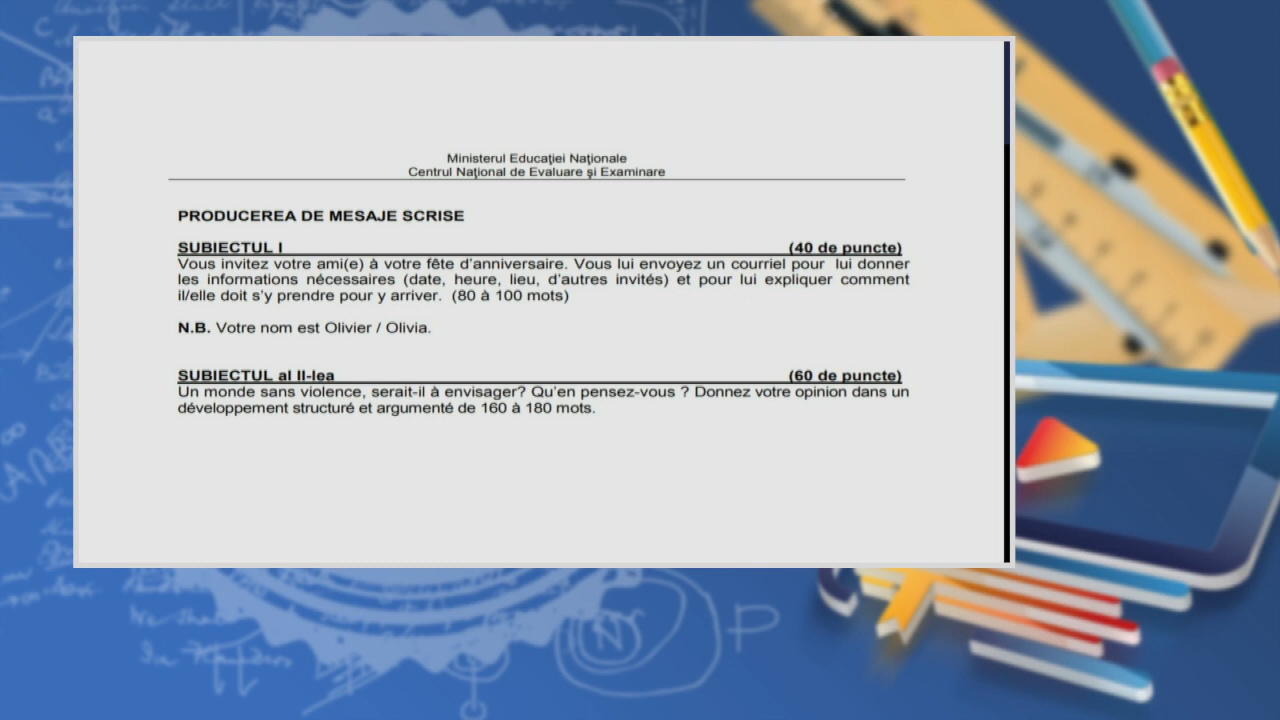 Ministerul Educaţiei Naţionale
Centrul Naţional de Evaluare şi Examinare
PRODUCEREA DE MESAJE SCRISE
SUBIECTUL I (40 de puncte)
Vous invitez votre ami(e) à votre fête d'anniversaire. Vous lui envoyez un courriel pour lui donner
les informations nécessaires (date, heure, lieu, d'autres invités) et pour lui expliquer comment
il/elle doit s'y prendre pour y arriver. (80 à 100 mots)
N.B. Votre nom est Olivier / Olivia.
SUBIECTUL al II-lea (60 de puncte)
Un monde sans violence, serait-il à envisager? Qu'en pensez-vous ? Donnez votre opinion dans un
développement structuré et argumenté de 160 à 180 mots.
N
P